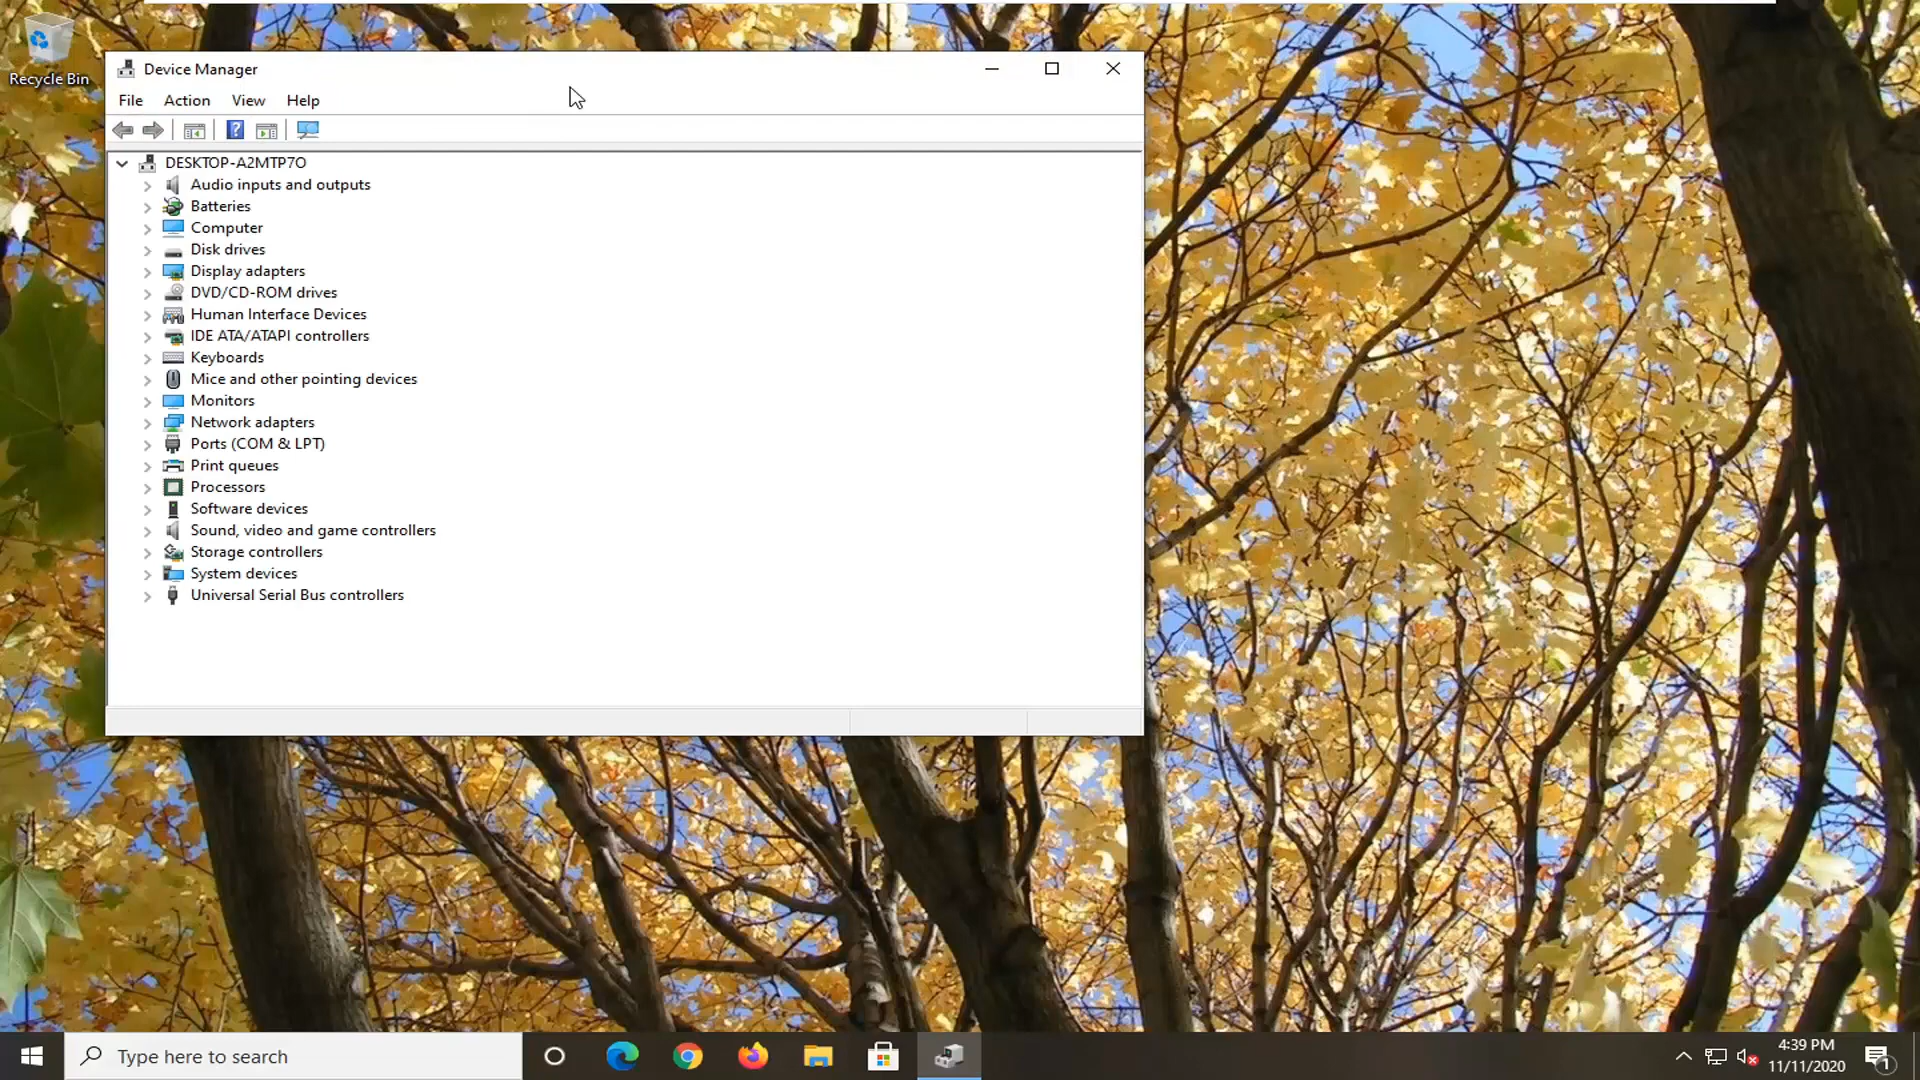 Recycle Bin
Device Manager
File Action View Help
?
DESKTOP-A2MTP7O
Audio inputs and outputs
Batteries
Computer
Disk drives
Display adapters
DVD/CD-ROM drives
Human Interface Devices
IDE ATA/ATAPI controllers
Keyboards
Mice and other pointing devices
Monitors
Network adapters
Ports (COM & LPT)
Print queues
Processors
Software devices
Sound, video and game controllers
Storage controllers
System devices
Universal Serial Bus controllers
Type here to search
4:39 PM
11/11/2020
1